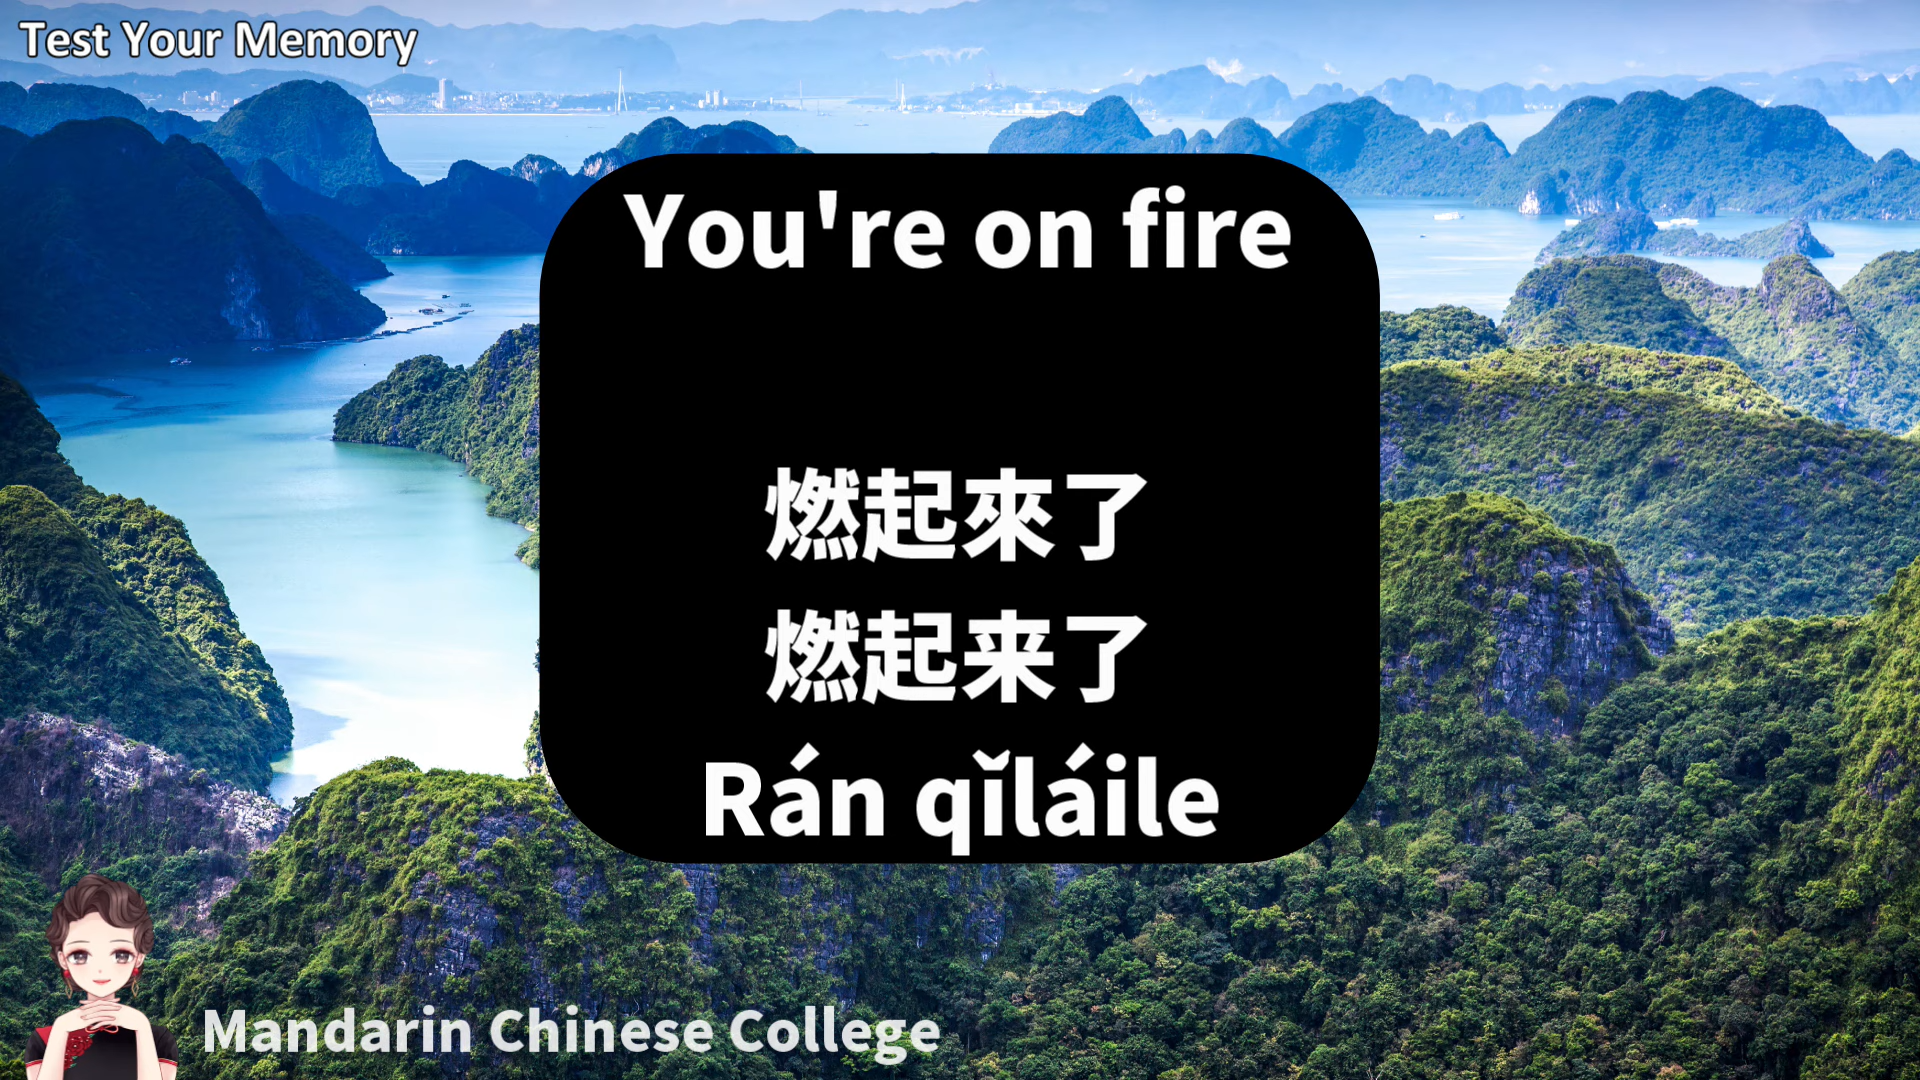 Test Your Memory
You're on fire
燃起來了
燃起来了
Rán qǐláile
Mandarin Chinese College